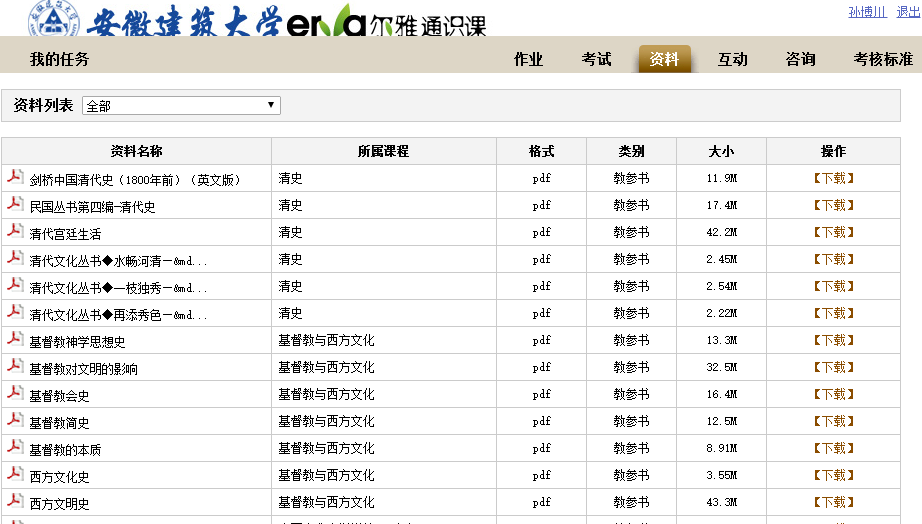 安徽建筑大学 erya 尔雅通识课
孙博川 退出
我的任务 作业 考试 资料 互动 咨询 考核标准
资料列表 全部
资料名称 所属课程 格式 类别 大小 操作
剑桥中国清代史（1800年前）（英文版） 清史 pdf 教参书 11.9M 【下载】
民国丛书第四编-清代史 清史 pdf 教参书 17.4M 【下载】
清代宫廷生活 清史 pdf 教参书 42.2M 【下载】
清代文化丛书◆水畅河清—&md... 清史 pdf 教参书 2.45M 【下载】
清代文化丛书◆一枝独秀—&md... 清史 pdf 教参书 2.54M 【下载】
清代文化丛书◆再添秀色—&md... 清史 pdf 教参书 2.22M 【下载】
基督教神学思想史 基督教与西方文化 pdf 教参书 13.3M 【下载】
基督教对文明的影响 基督教与西方文化 pdf 教参书 32.5M 【下载】
基督教会史 基督教与西方文化 pdf 教参书 16.4M 【下载】
基督教简史 基督教与西方文化 pdf 教参书 12.5M 【下载】
基督教的本质 基督教与西方文化 pdf 教参书 8.91M 【下载】
西方文化史 基督教与西方文化 pdf 教参书 3.55M 【下载】
西方文明史 基督教与西方文化 pdf 教参书 43.3M 【下载】